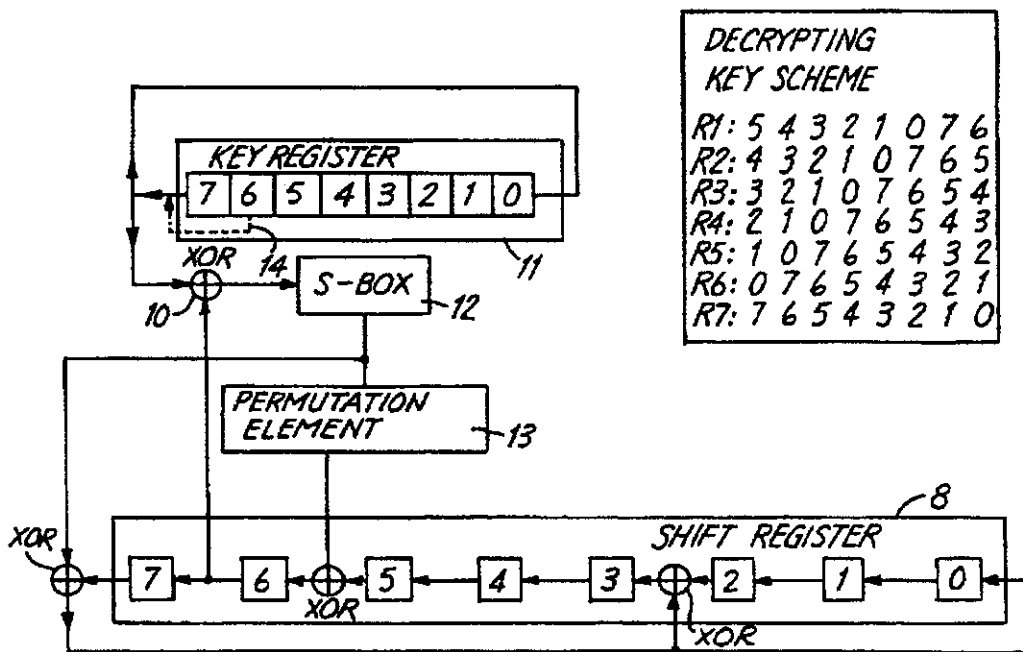 DECRYPTING
KEY SCHEME
R1: 5 4 3 2 1 0 7 6
R2: 4 3 2 1 0 7 6 5
R3: 3 2 1 0 7 6 5 4
R4: 2 1 0 7 6 5 4 3
R5: 1 0 7 6 5 4 3 2
R6: 0 7 6 5 4 3 2 1
R7: 7 6 5 4 3 2 1 0
KEY REGISTER
7 6 5 4 3 2 1 0
14
11
XOR
10
S-BOX
12
PERMUTATION
ELEMENT
13
8
SHIFT REGISTER
XOR
7 6 5 4 3 2 1 0
XOR
XOR